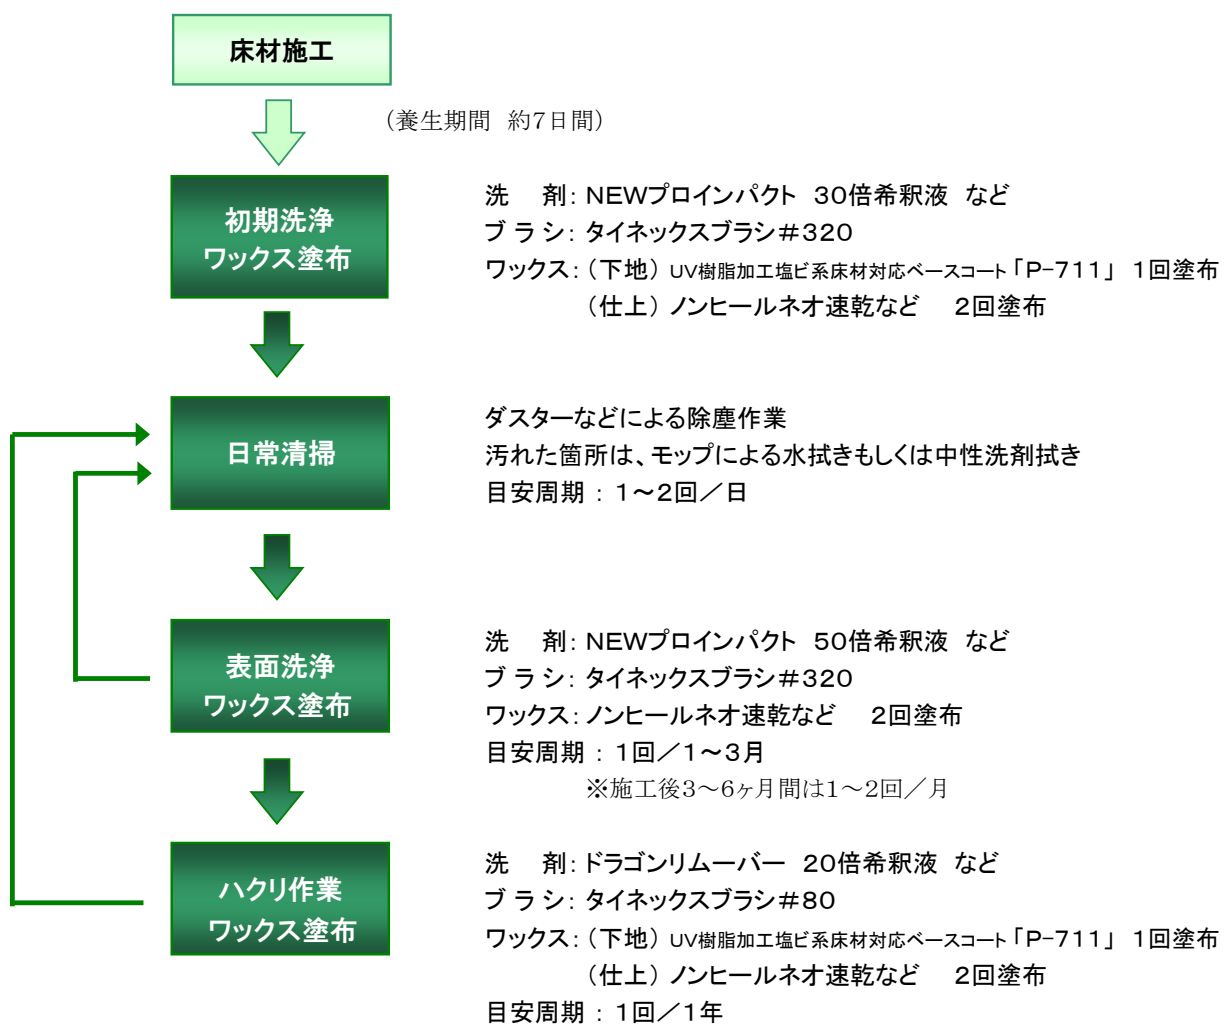 床材施工
（養生期間　約7日間）
初期洗浄
ワックス塗布
洗　剤：ＮＥＷプロインパクト　３０倍希釈液　など
ブ ラ シ：タイネックスブラシ＃３２０
ワックス：（下地） UV樹脂加工塩ビ系床材対応ベースコート「Ｐ−７１１」　１回塗布
（仕上） ノンヒールネオ速乾など　２回塗布
日常清掃
ダスターなどによる除塵作業
汚れた箇所は、モップによる水拭きもしくは中性洗剤拭き
目安周期 ： １～２回／日
表面洗浄
ワックス塗布
洗　剤：ＮＥＷプロインパクト　５０倍希釈液　など
ブ ラ シ：タイネックスブラシ＃３２０
ワックス：ノンヒールネオ速乾など　２回塗布
目安周期 ： １回／１～３月
※施工後3～6ヶ月間は1～2回／月
ハクリ作業
ワックス塗布
洗　剤：ドラゴンリムーバー　２０倍希釈液　など
ブ ラ シ：タイネックスブラシ＃８０
ワックス：（下地） UV樹脂加工塩ビ系床材対応ベースコート「Ｐ−７１１」　１回塗布
（仕上） ノンヒールネオ速乾など　２回塗布
目安周期 ： １回／１年